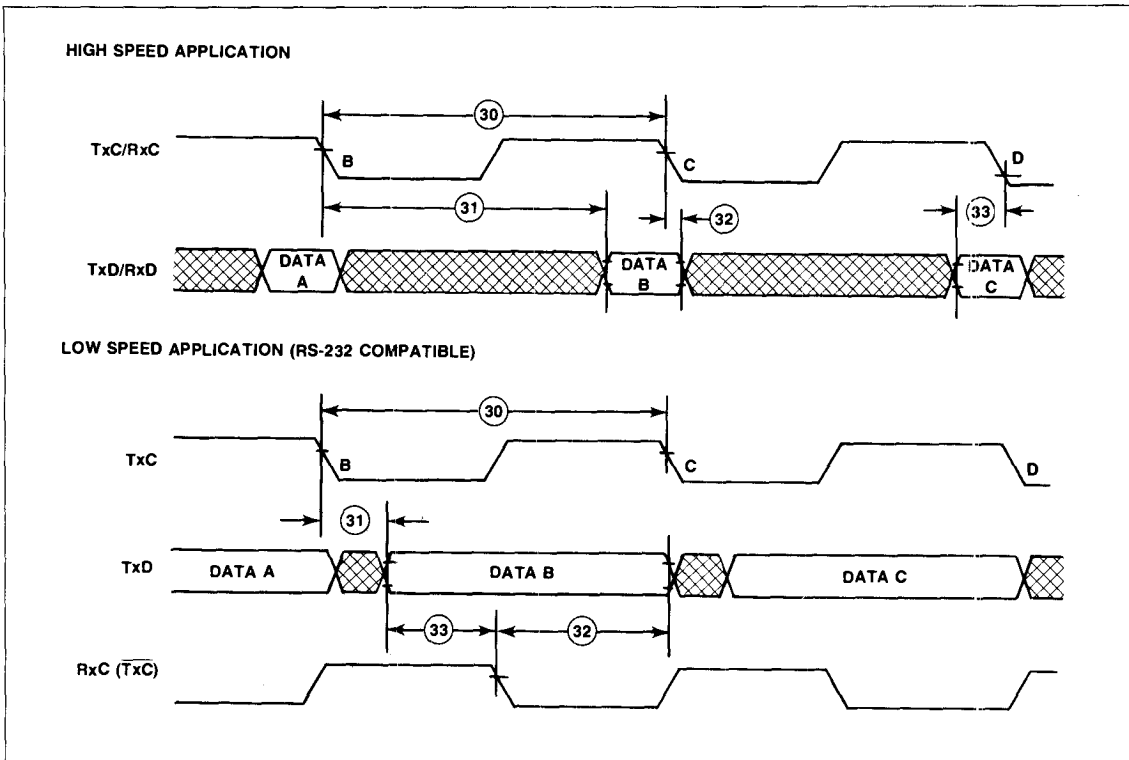 HIGH SPEED APPLICATION
30
TxC/RxC
B
C
D
31
32
33
TxD/RxD
DATA A
DATA B
DATA C
LOW SPEED APPLICATION (RS-232 COMPATIBLE)
30
TxC
B
C
D
31
TxD
DATA A
DATA B
DATA C
33
32
RxC (T̅x̅C̅)